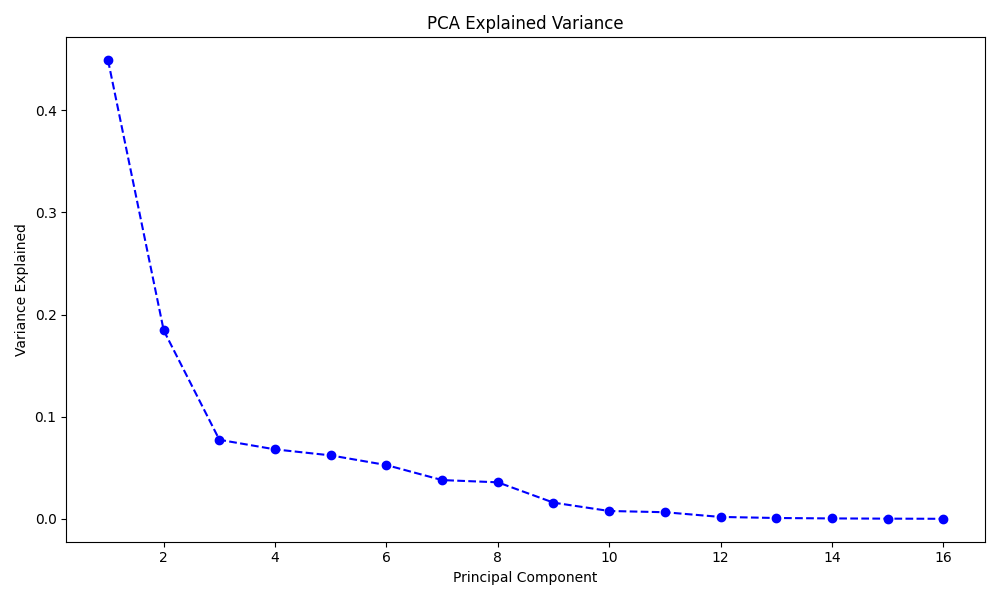 PCA Explained Variance
Variance Explained
0.4
0.3
0.2
0.1
0.0
2 4 6 8 10 12 14 16
Principal Component